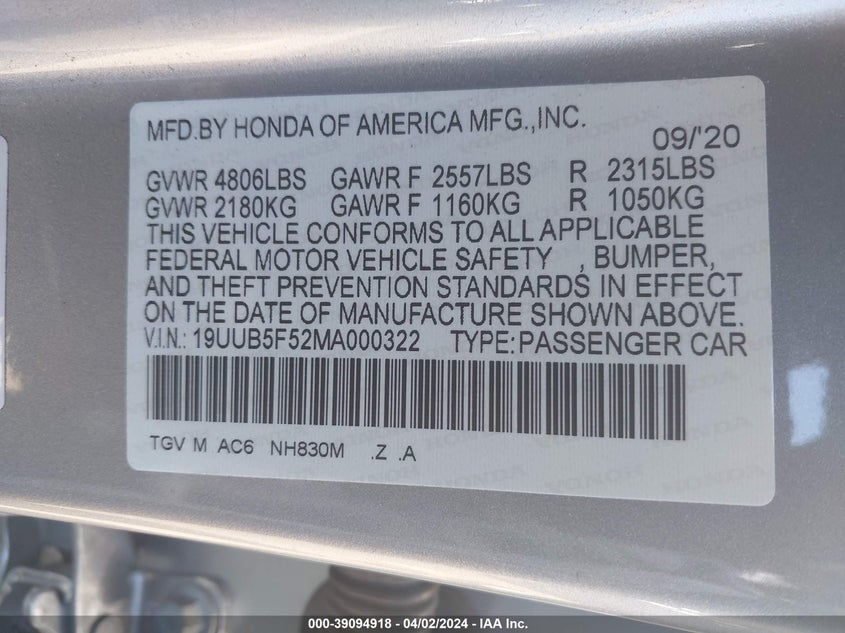 MFD.BY HONDA OF AMERICA MFG.,INC. 09/'20
GVWR 4806LBS GAWR F 2557LBS R 2315LBS
GVWR 2180KG GAWR F 1160KG R 1050KG
THIS VEHICLE CONFORMS TO ALL APPLICABLE
FEDERAL MOTOR VEHICLE SAFETY , BUMPER,
AND THEFT PREVENTION STANDARDS IN EFFECT
ON THE DATE OF MANUFACTURE SHOWN ABOVE.
V.I.N.: 19UUB5F52MA000322 TYPE:PASSENGER CAR
TGV M AC6 NH830M .Z .A
000-39094918 - 04/02/2024 - IAA Inc.